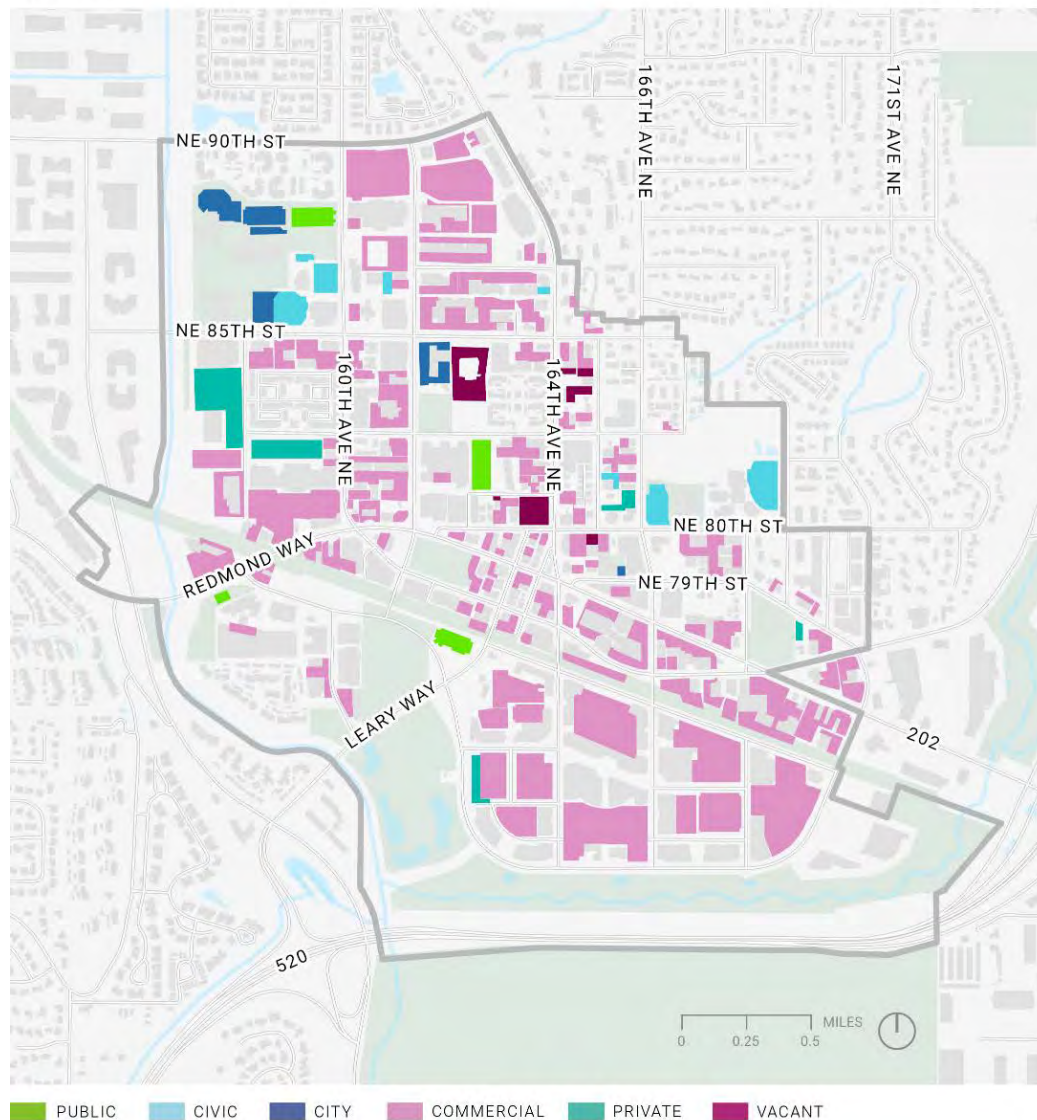 166TH AVE NE
171ST AVE NE
NE 90TH ST
NE 85TH ST
160TH AVE NE
164TH AVE NE
NE 80TH ST
REDMOND WAY
NE 79TH ST
LEARY WAY
202
520
MILES
0 0.25 0.5
PUBLIC CIVIC CITY COMMERCIAL PRIVATE VACANT